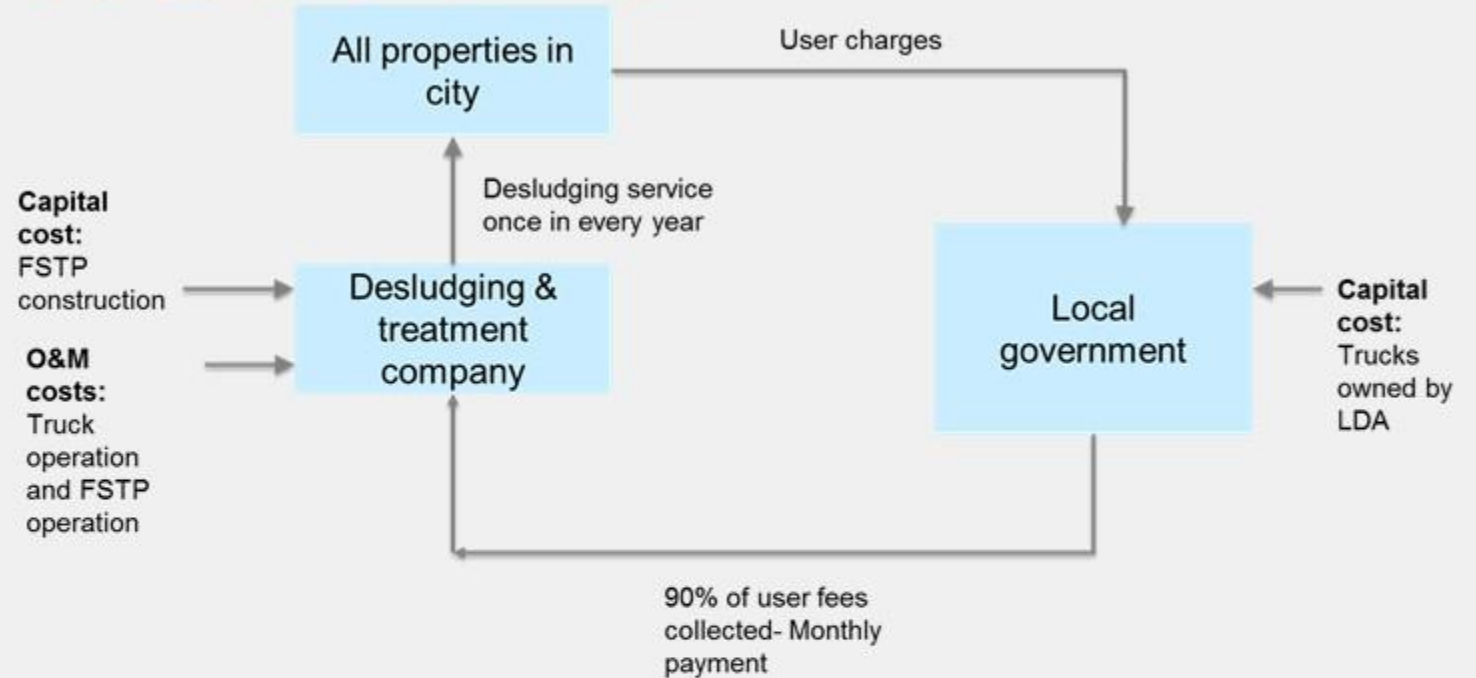 All properties in
city
User charges
Desludging service
once in every year
Capital
cost:
FSTP
construction
O&M
costs:
Truck
operation
and FSTP
operation
Desludging &
treatment
company
Local
government
Capital
cost:
Trucks
owned by
LDA
90% of user fees
collected- Monthly
payment